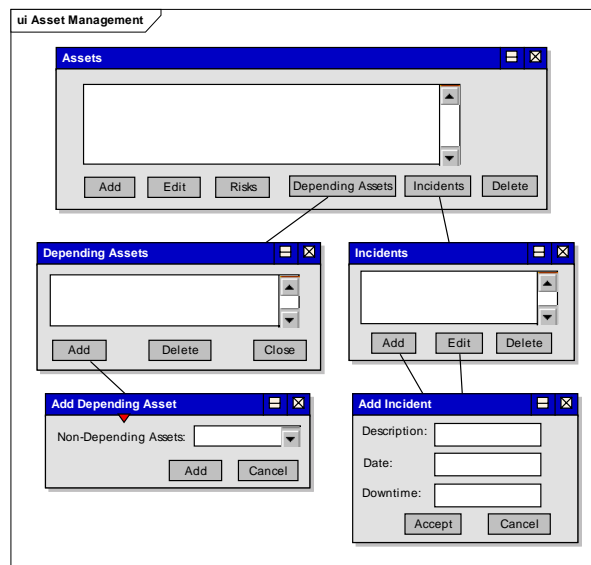 ui Asset Management
Assets
Add Edit Risks Depending Assets Incidents Delete
Depending Assets
Add Delete Close
Incidents
Add Edit Delete
Add Depending Asset
Non-Depending Assets:
Add Cancel
Add Incident
Description:
Date:
Downtime:
Accept Cancel